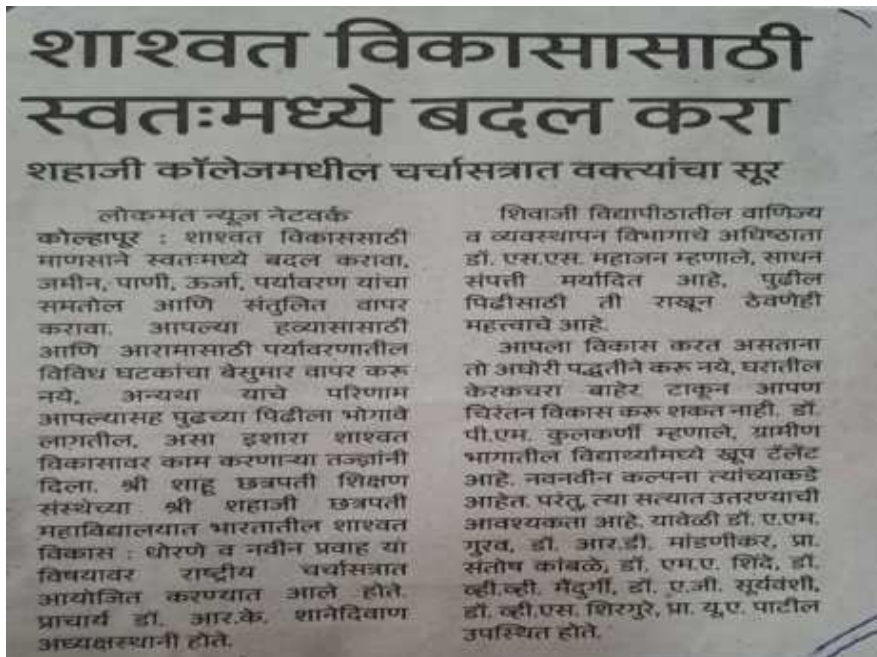 शाश्वत विकासासाठी
स्वतःमध्ये बदल करा
शहाजी कॉलेजमधील चर्चासत्रात वक्त्यांचा सूर
लोकमत न्यूज नेटवर्क
कोल्हापूर : शाश्वत विकाससाठी
माणसाने स्वतःमध्ये बदल करावा,
जमीन, पाणी, ऊर्जा, पर्यावरण यांचा
समतोल आणि संतुलित वापर
करावा. आपल्या हव्यासासाठी
आणि आरामासाठी पर्यावरणातील
विविध घटकांचा बेसुमार वापर करू
नये, अन्यथा याचे परिणाम
आपल्यासह पुढच्या पिढीला भोगावे
लागतील, असा इशारा शाश्वत
विकासावर काम करणाऱ्या तज्ज्ञांनी
दिला. श्री शाहू छत्रपती शिक्षण
संस्थेच्या श्री शहाजी छत्रपती
महाविद्यालयात भारतातील शाश्वत
विकास : धोरणे व नवीन प्रवाह या
विषयावर राष्ट्रीय चर्चासत्रात
आयोजित करण्यात आले होते.
प्राचार्य डॉ. आर.के. शानेदिवाण
अध्यक्षस्थानी होते.
शिवाजी विद्यापीठातील वाणिज्य
व व्यवस्थापन विभागाचे अधिष्ठाता
डॉ. एस.एस. महाजन म्हणाले, साधन
संपत्ती मर्यादित आहे, पुढील
पिढीसाठी ती राखून ठेवणेही
महत्त्वाचे आहे.
आपला विकास करत असताना
तो अघोरी पद्धतीने करू नये, घरातील
केरकचरा बाहेर टाकून आपण
चिरंतन विकास करू शकत नाही. डॉ.
पी.एम. कुलकर्णी म्हणाले, ग्रामीण
भागातील विद्यार्थ्यांमध्ये खूप टॅलेंट
आहे. नवनवीन कल्पना त्यांच्याकडे
आहेत. परंतु, त्या सत्यात उतरण्याची
आवश्यकता आहे. यावेळी डॉ. ए.एम.
गुरव, डॉ. आर.डी. मांडणीकर, प्रा.
संतोष कांबळे, डॉ. एम.ए. शिंदे, डॉ.
व्ही.व्ही. मैंदुर्गी, डॉ. ए.जी. सूर्यवंशी,
डॉ. व्ही.एस. शिरगुरे, प्रा. यू.ए. पाटील
उपस्थित होते.